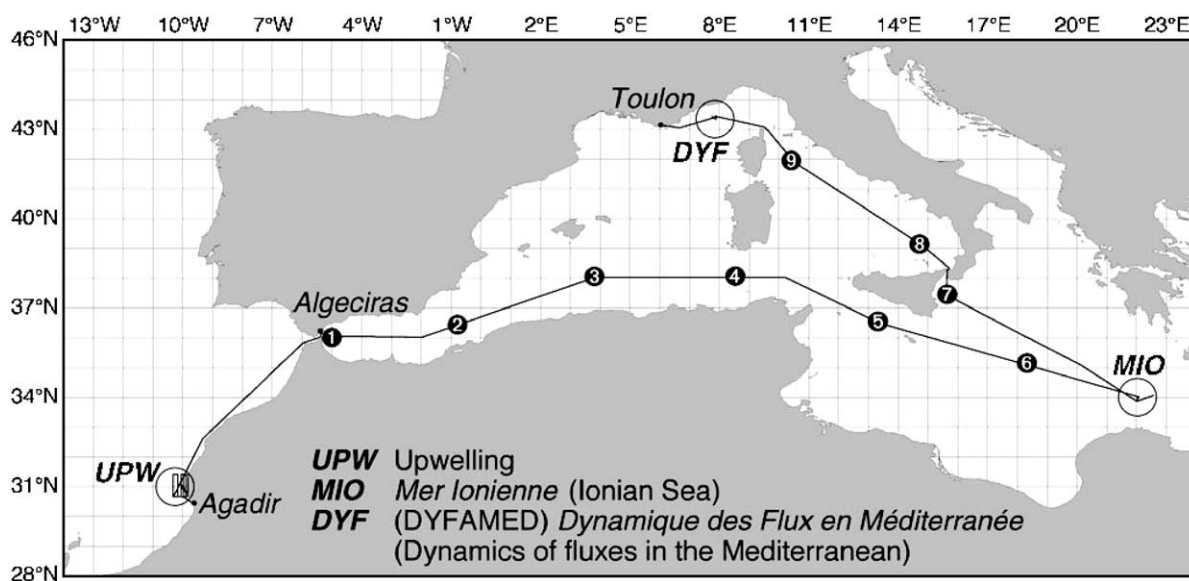 13°W 10°W 7°W 4°W 1°W 2°E 5°E 8°E 11°E 14°E 17°E 20°E 23°E
46°N
Toulon
43°N
DYF
9
40°N
8
3
4
37°N
7
Algeciras
5
2
1
6
MIO
34°N
UPW
31°N
Agadir
28°N
UPW Upwelling
MIO Mer Ionienne (Ionian Sea)
DYF (DYFAMED) Dynamique des Flux en Méditerranée
(Dynamics of fluxes in the Mediterranean)